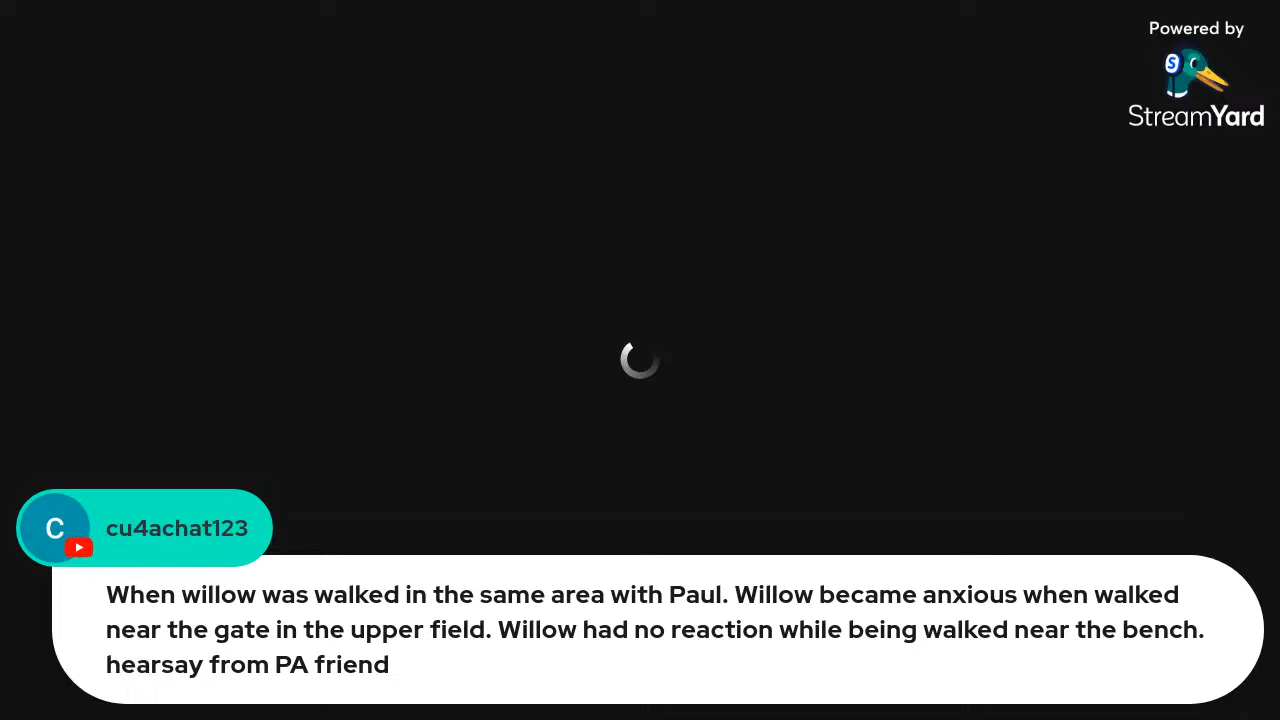 Powered by
S
StreamYard
C
cu4achat123
When willow was walked in the same area with Paul. Willow became anxious when walked
near the gate in the upper field. Willow had no reaction while being walked near the bench.
hearsay from PA friend